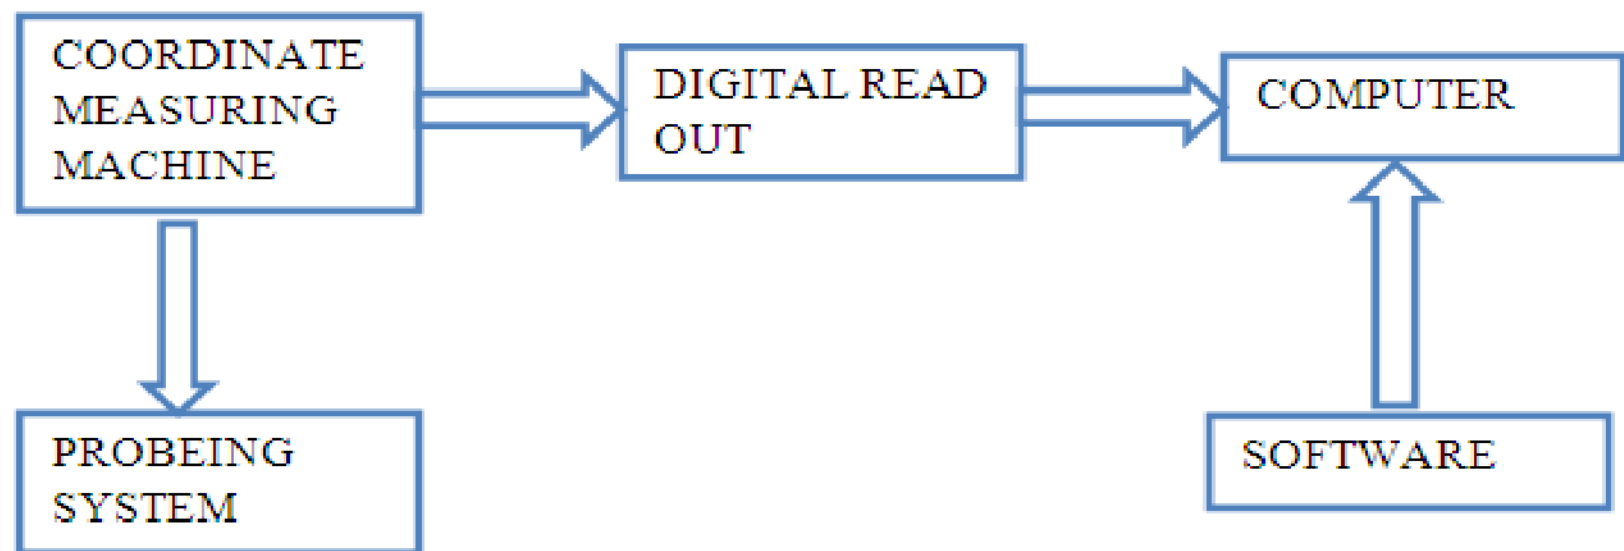 COORDINATE
MEASURING
MACHINE
DIGITAL READ
OUT
COMPUTER
PROBEING
SYSTEM
SOFTWARE